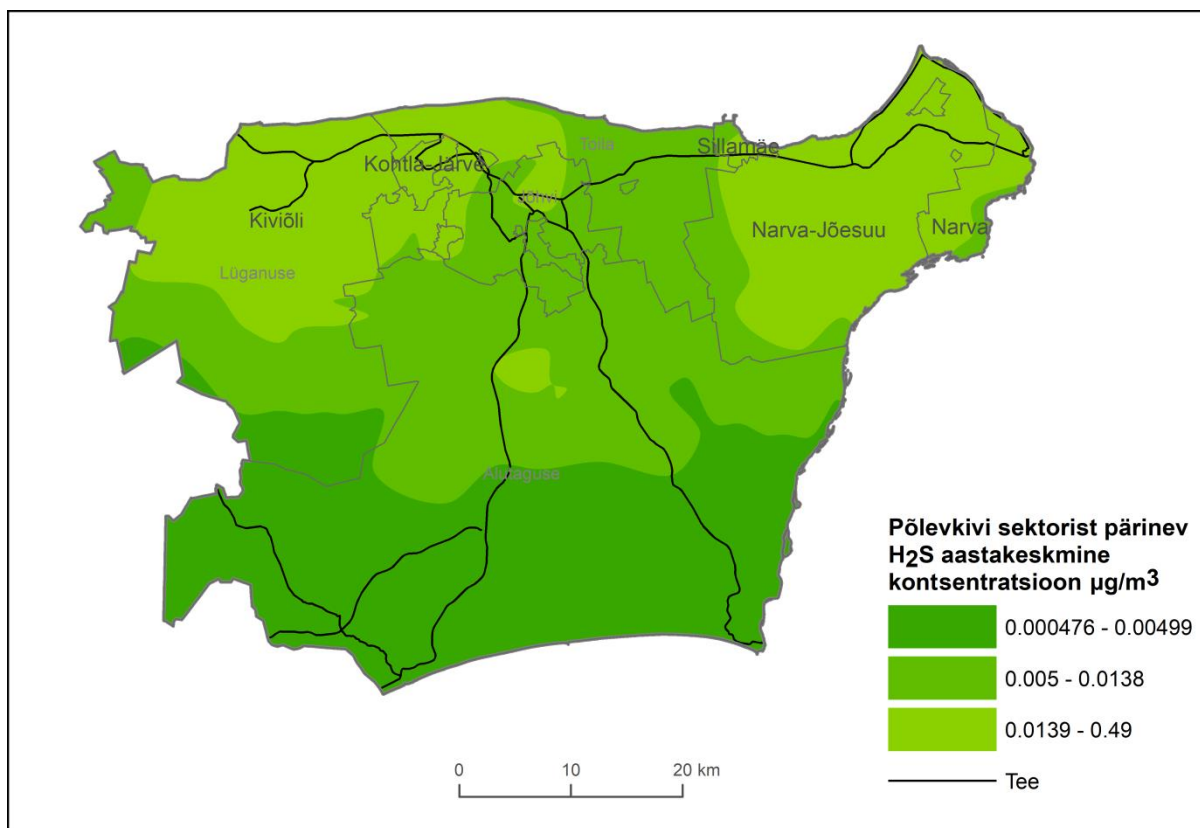 Toila
Sillamäe
Kohtla-Järve
Jõhvi
Kiviõli
Narva-Jõesuu
Narva
Lüganuse
Alutaguse
Põlevkivi sektorist pärinev
H2S aastakeskmine
kontsentratsioon µg/m³
0.000476 - 0.00499
0.005 - 0.0138
0.0139 - 0.49
Tee
0 10 20 km